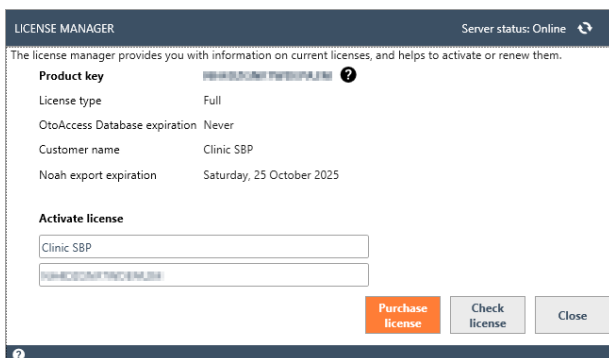 LICENSE MANAGER Server status: Online
The license manager provides you with information on current licenses, and helps to activate or renew them.
Product key
License type Full
OtoAccess Database expiration Never
Customer name Clinic SBP
Noah export expiration Saturday, 25 October 2025
Activate license
Clinic SBP
Purchase license Check license Close